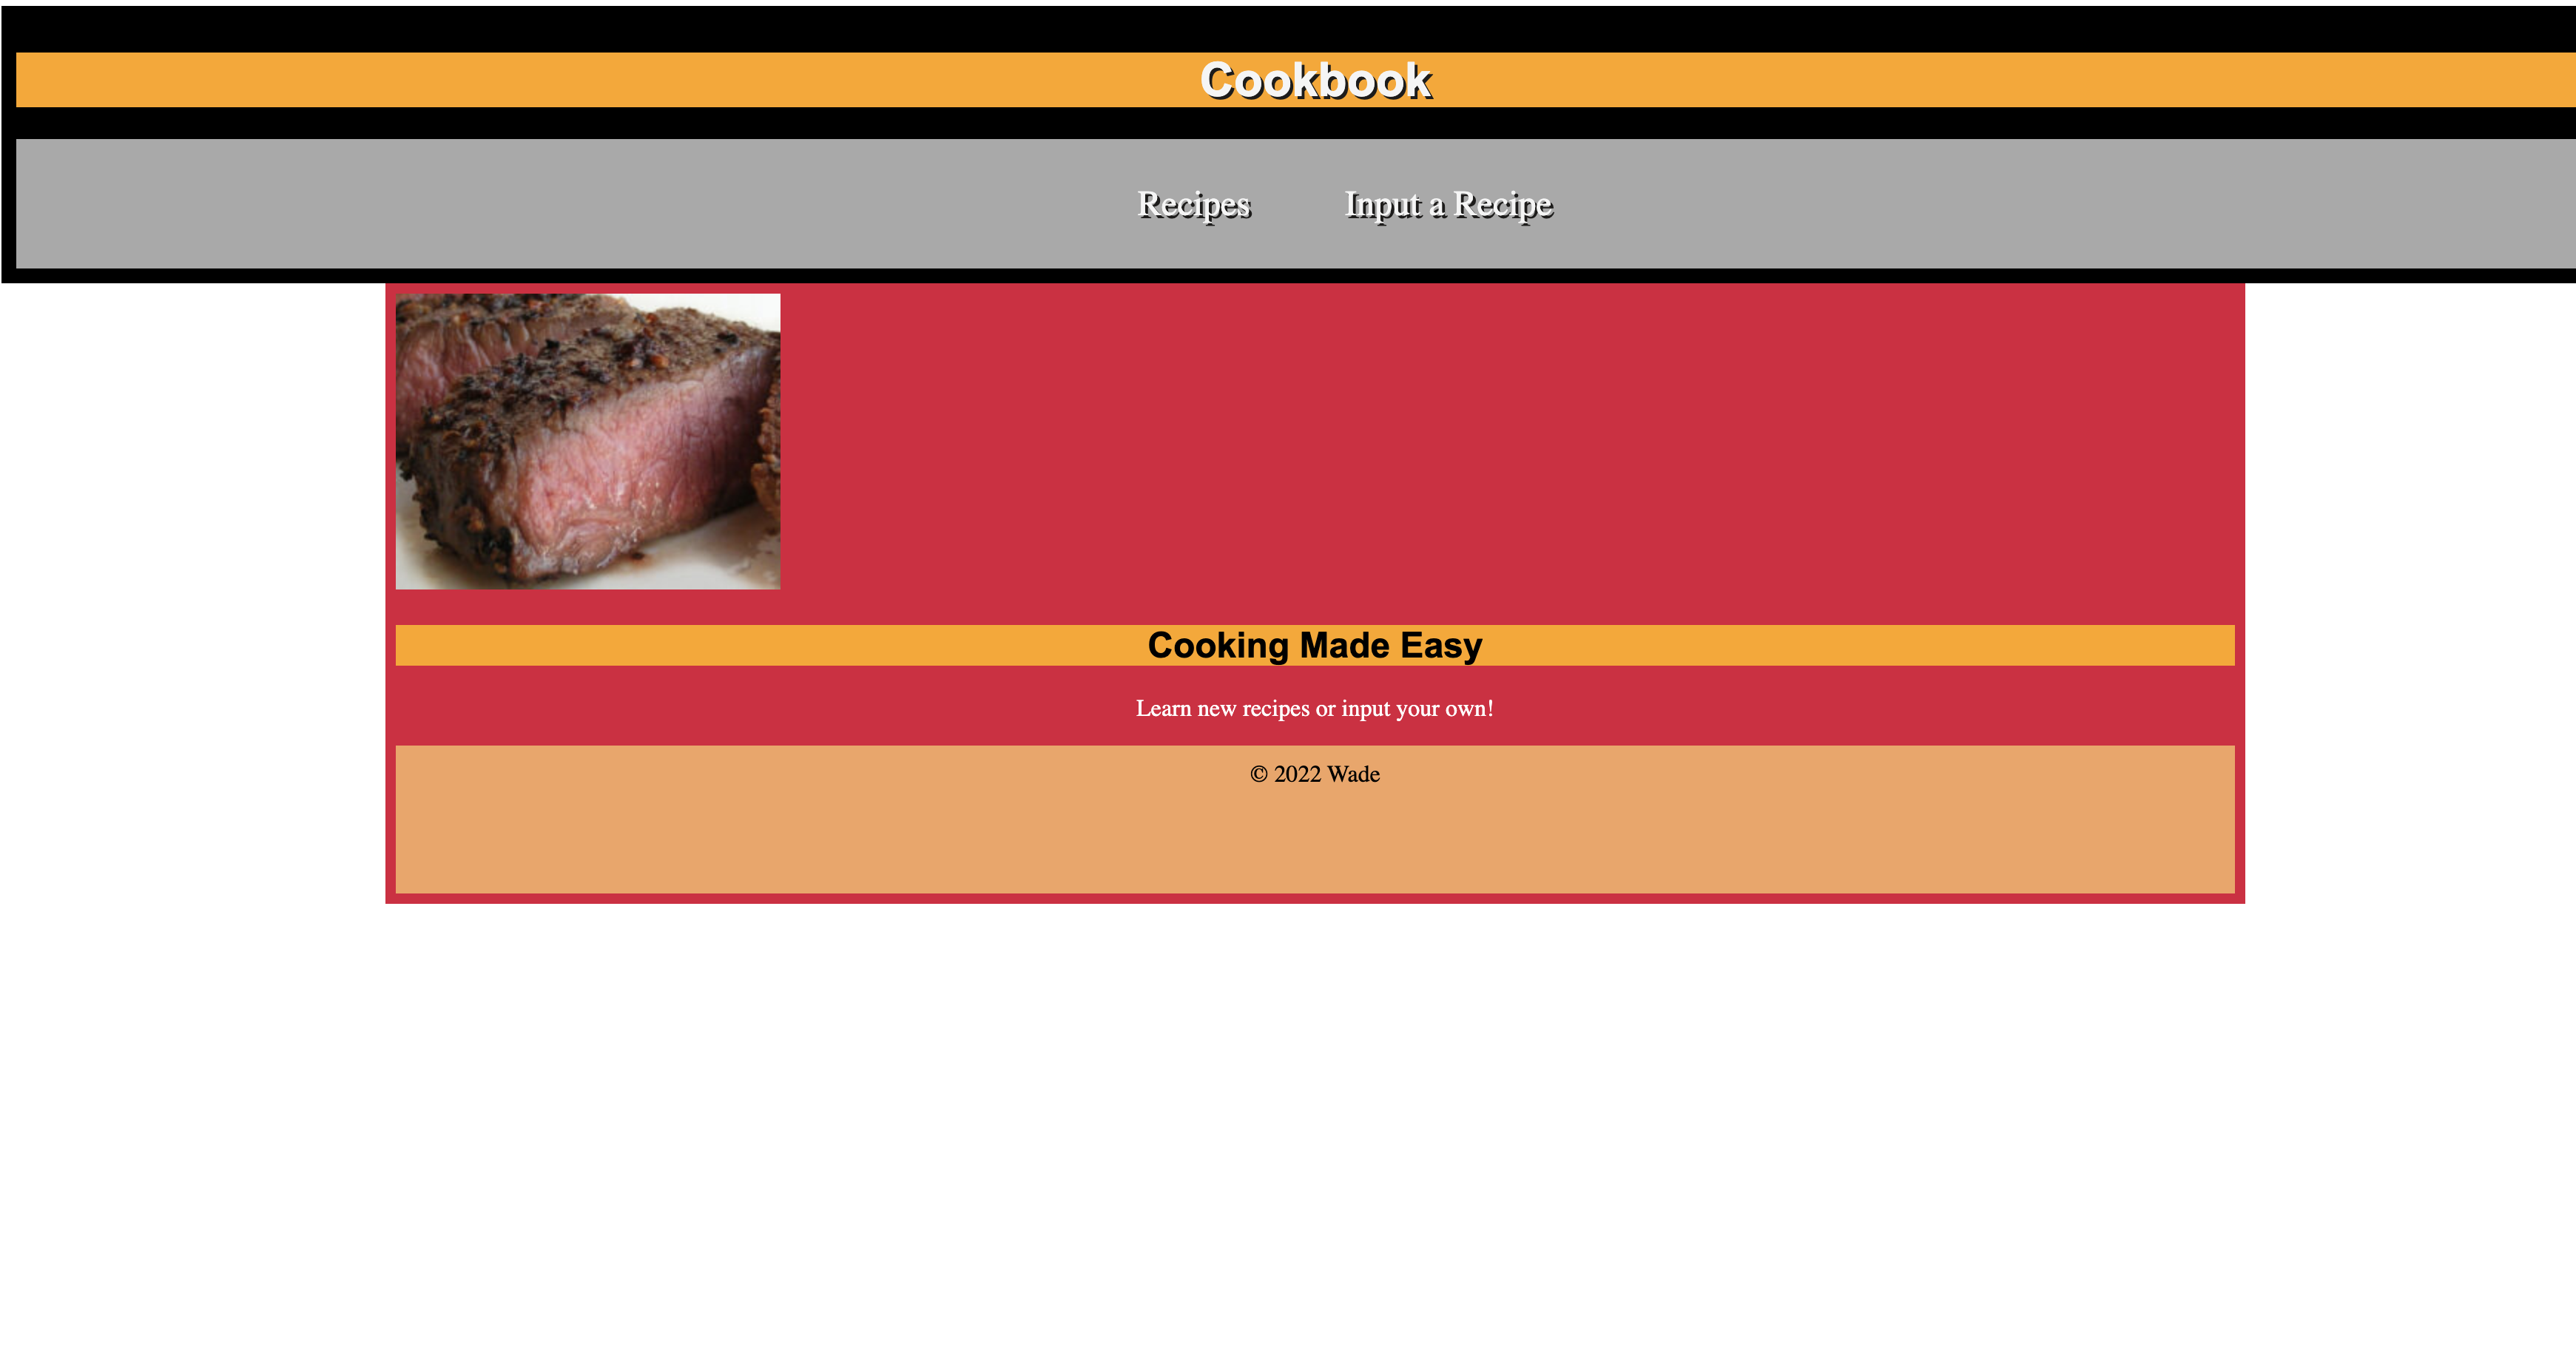 Cookbook
Recipes Input a Recipe
Cooking Made Easy
Learn new recipes or input your own!
© 2022 Wade